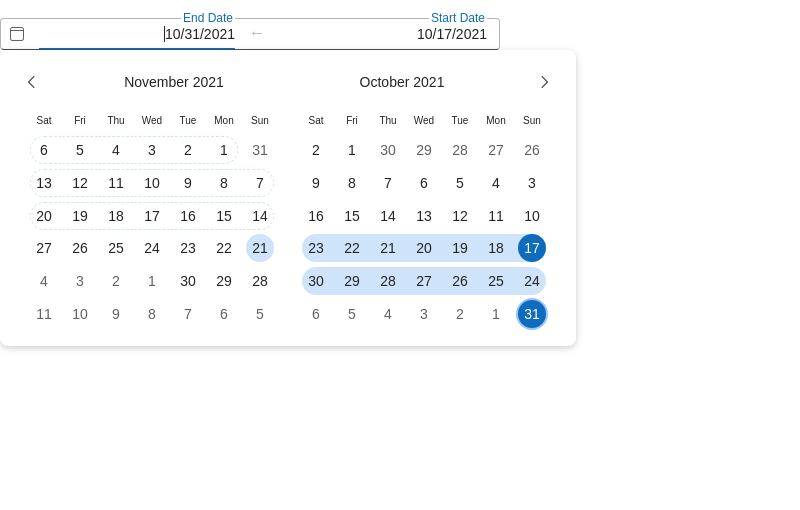 End Date Start Date
10/31/2021 ← 10/17/2021
November 2021 October 2021
Sat Fri Thu Wed Tue Mon Sun Sat Fri Thu Wed Tue Mon Sun
6 5 4 3 2 1 31 2 1 30 29 28 27 26
13 12 11 10 9 8 7 9 8 7 6 5 4 3
20 19 18 17 16 15 14 16 15 14 13 12 11 10
27 26 25 24 23 22 21 23 22 21 20 19 18 17
4 3 2 1 30 29 28 30 29 28 27 26 25 24
11 10 9 8 7 6 5 6 5 4 3 2 1 31